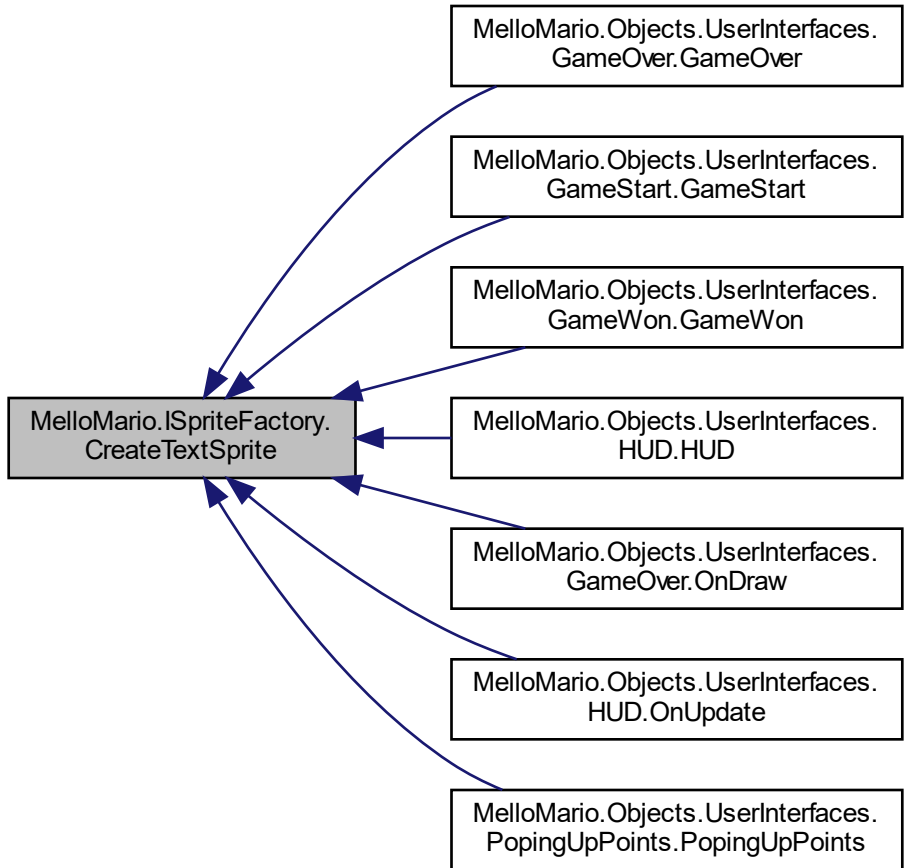 MelloMario.Objects.UserInterfaces.
GameOver.GameOver
MelloMario.Objects.UserInterfaces.
GameStart.GameStart
MelloMario.Objects.UserInterfaces.
GameWon.GameWon
MelloMario.ISpriteFactory.
CreateTextSprite
MelloMario.Objects.UserInterfaces.
HUD.HUD
MelloMario.Objects.UserInterfaces.
GameOver.OnDraw
MelloMario.Objects.UserInterfaces.
HUD.OnUpdate
MelloMario.Objects.UserInterfaces.
PopingUpPoints.PopingUpPoints